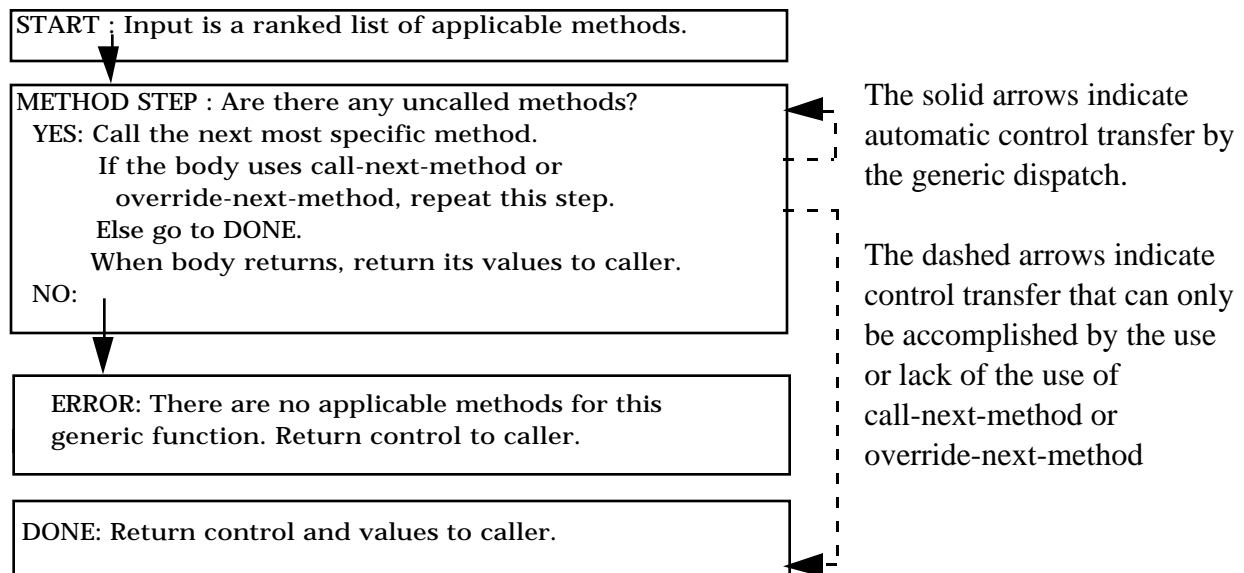 START : Input is a ranked list of applicable methods.
METHOD STEP : Are there any uncalled methods?
YES: Call the next most specific method.
If the body uses call-next-method or
override-next-method, repeat this step.
Else go to DONE.
When body returns, return its values to caller.
NO:
ERROR: There are no applicable methods for this
generic function. Return control to caller.
DONE: Return control and values to caller.
The solid arrows indicate
automatic control transfer by
the generic dispatch.
The dashed arrows indicate
control transfer that can only
be accomplished by the use
or lack of the use of
call-next-method or
override-next-method